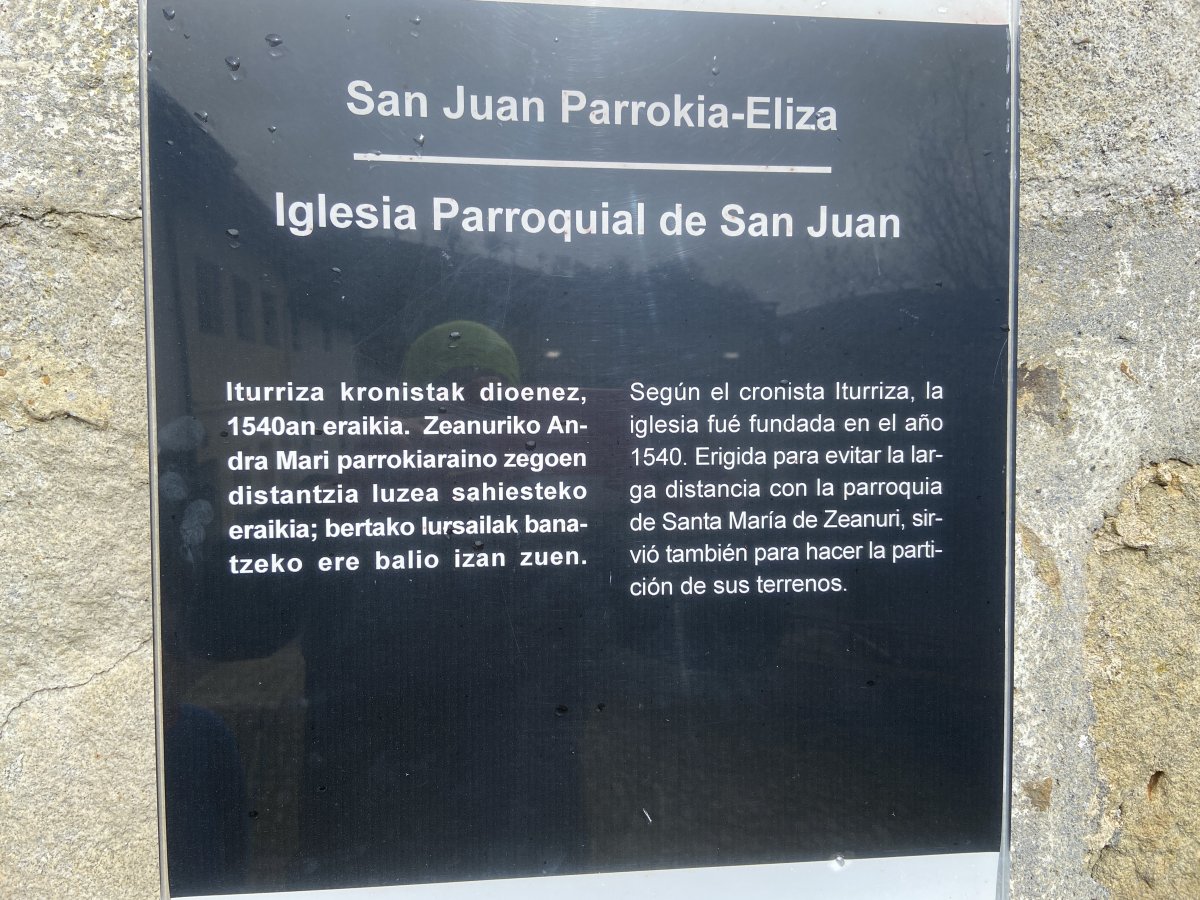 San Juan Parrokia-Eliza
Iglesia Parroquial de San Juan
Iturriza kronistak dioenez,
1540an eraikia. Zeanuriko An-
dra Mari parrokiaraino zegoen
distantzia luzea sahiesteko
eraikia; bertako lursailak bana-
tzeko ere balio izan zuen.
Según el cronista Iturriza, la
iglesia fué fundada en el año
1540. Erigida para evitar la lar-
ga distancia con la parroquia
de Santa María de Zeanuri, sir-
vió también para hacer la parti-
ción de sus terrenos.